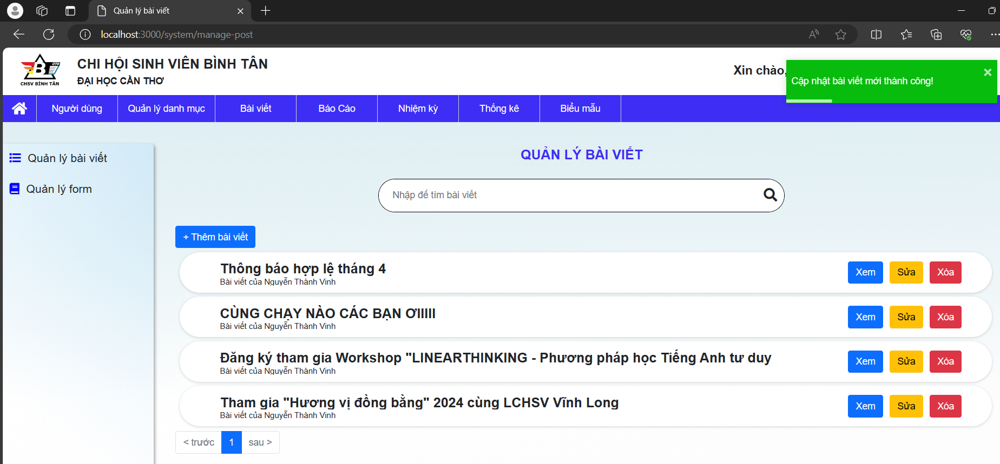 Quản lý bài viết
localhost:3000/system/manage-post
CTU
B
CHSV BÌNH TÂN
CHI HỘI SINH VIÊN BÌNH TÂN
ĐẠI HỌC CẦN THƠ
Xin chào,
Cập nhật bài viết mới thành công!
Người dùng
Quản lý danh mục
Bài viết
Báo Cáo
Nhiệm kỳ
Thống kê
Biểu mẫu
Quản lý bài viết
Quản lý form
QUẢN LÝ BÀI VIẾT
Nhập để tìm bài viết
+ Thêm bài viết
Thông báo hợp lệ tháng 4
Bài viết của Nguyễn Thành Vinh
Xem Sửa Xóa
CÙNG CHẠY NÀO CÁC BẠN ƠIIIII
Bài viết của Nguyễn Thành Vinh
Xem Sửa Xóa
Đăng ký tham gia Workshop "LINEARTHINKING - Phương pháp học Tiếng Anh tư duy
Bài viết của Nguyễn Thành Vinh
Xem Sửa Xóa
Tham gia "Hương vị đồng bằng" 2024 cùng LCHSV Vĩnh Long
Bài viết của Nguyễn Thành Vinh
Xem Sửa Xóa
< trước 1 sau >